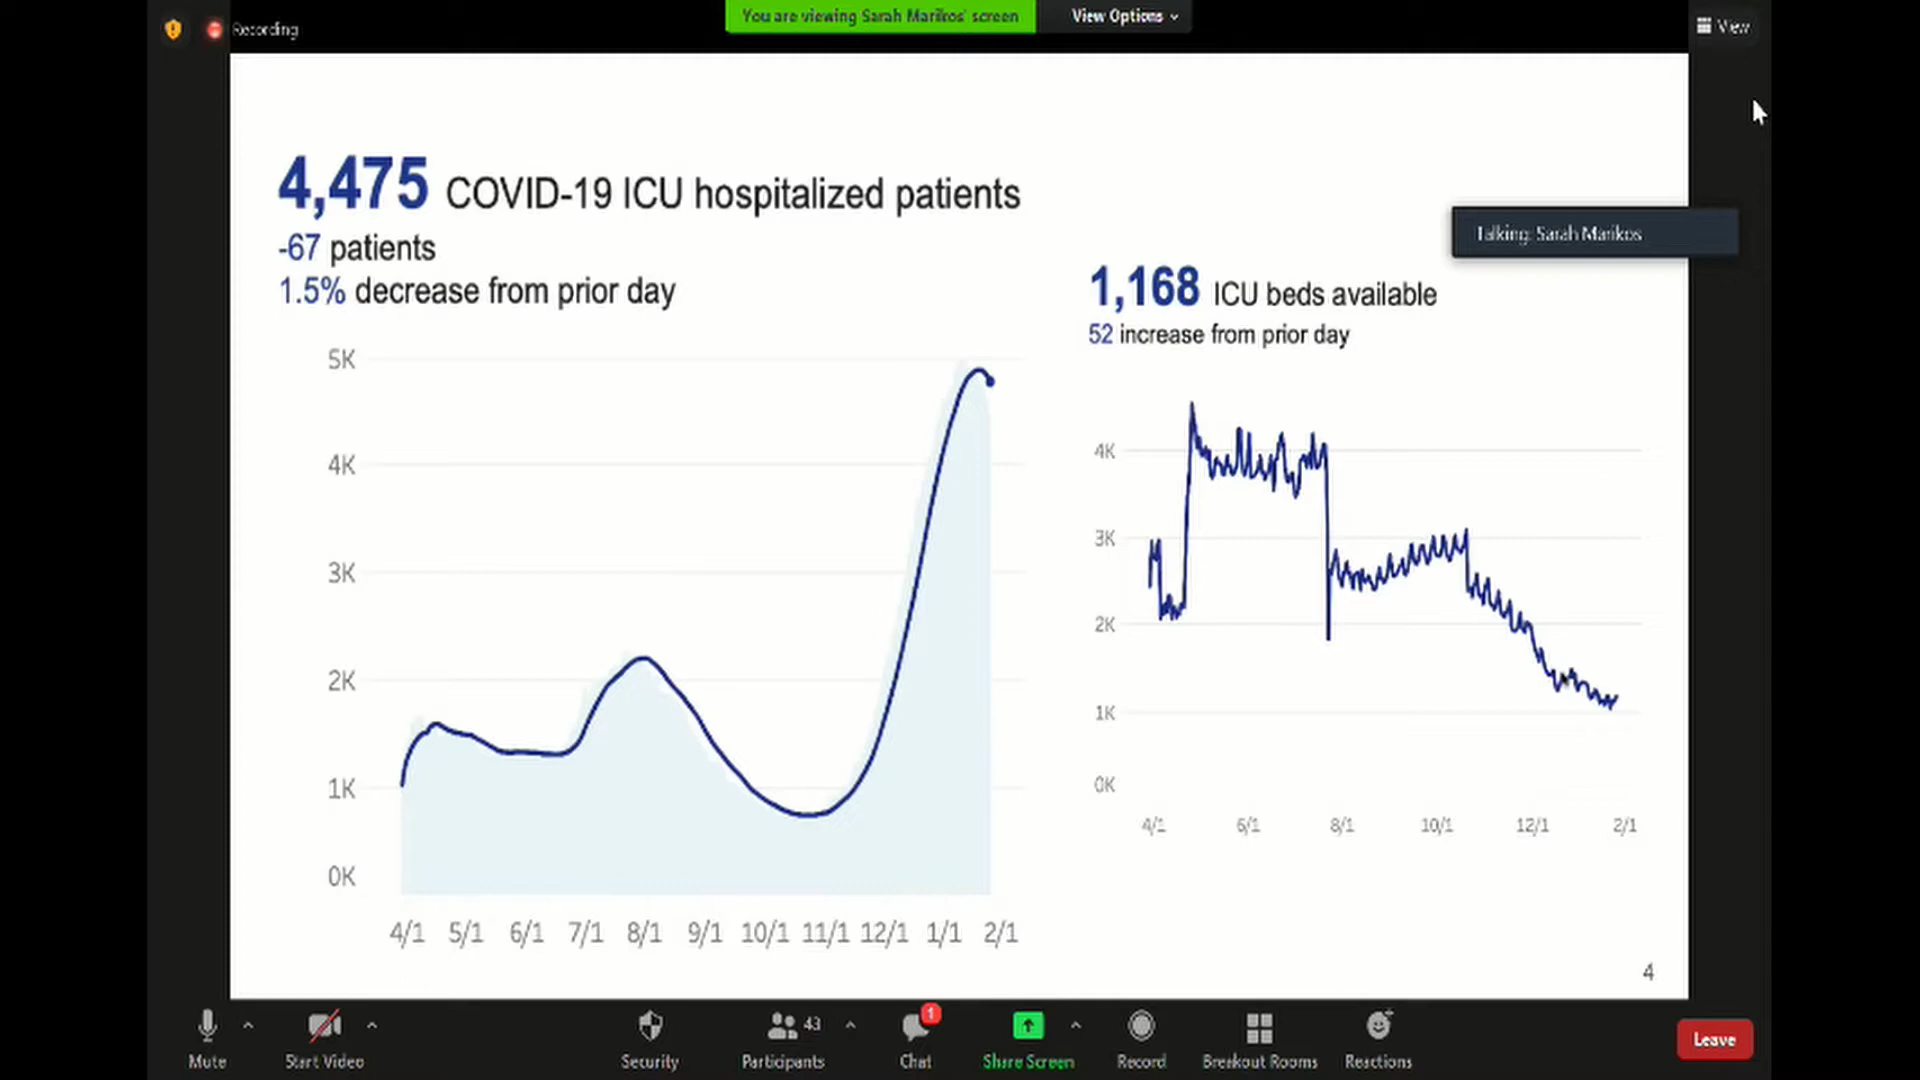 Recording
You are viewing Sarah Marikos' screen
View Options
View
4,475 COVID-19 ICU hospitalized patients
-67 patients
1.5% decrease from prior day
Talking: Sarah Marikos
1,168 ICU beds available
52 increase from prior day
5K
4K
3K
2K
1K
0K
4/1 5/1 6/1 7/1 8/1 9/1 10/1 11/1 12/1 1/1 2/1
4K
3K
2K
1K
0K
4/1 6/1 8/1 10/1 12/1 2/1
4
43
1
Mute
Start Video
Security
Participants
Chat
Share Screen
Record
Breakout Rooms
Reactions
Leave